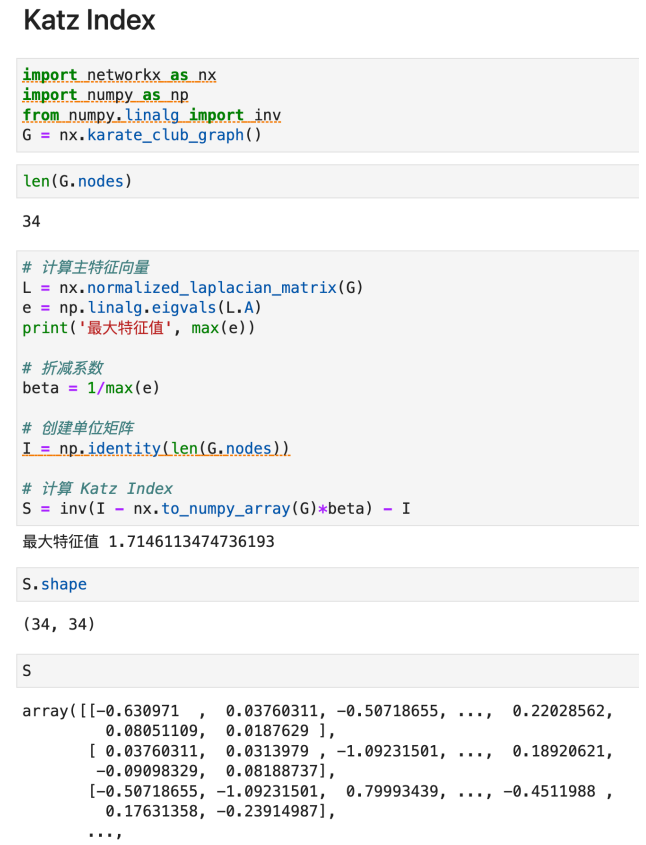 Katz Index
import networkx as nx
import numpy as np
from numpy.linalg import inv
G = nx.karate_club_graph()
len(G.nodes)
34
# 计算主特征向量
L = nx.normalized_laplacian_matrix(G)
e = np.linalg.eigvals(L.A)
print('最大特征值', max(e))
# 折减系数
beta = 1/max(e)
# 创建单位矩阵
I = np.identity(len(G.nodes))
# 计算 Katz Index
S = inv(I - nx.to_numpy_array(G)*beta) - I
最大特征值 1.7146113474736193
S.shape
(34, 34)
S
array([[-0.630971  ,  0.03760311, -0.50718655, ...,  0.22028562,
0.08051109,  0.0187629 ],
[ 0.03760311,  0.0313979 , -1.09231501, ...,  0.18920621,
-0.09098329,  0.08188737],
[-0.50718655, -1.09231501,  0.79993439, ..., -0.4511988 ,
0.17631358, -0.23914987],
...,